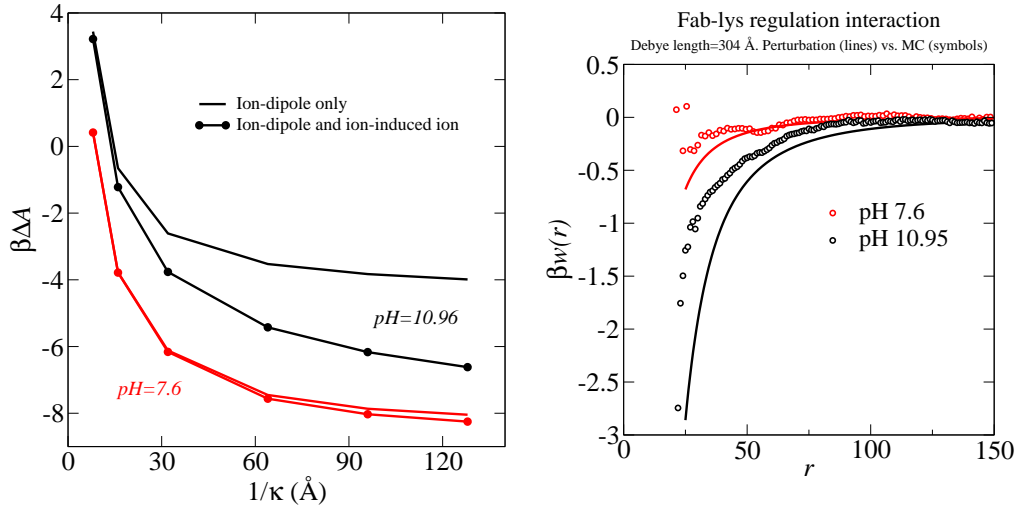 4
2
0
-2
-4
-6
-8
βΔA
Ion-dipole only
Ion-dipole and ion-induced ion
pH=10.96
pH=7.6
0 30 60 90 120
1/κ (Å)
Fab-lys regulation interaction
Debye length=304 Å. Perturbation (lines) vs. MC (symbols)
0.5
0
-0.5
-1
-1.5
-2
-2.5
-3
βw(r)
pH 7.6
pH 10.95
0 50 100 150
r